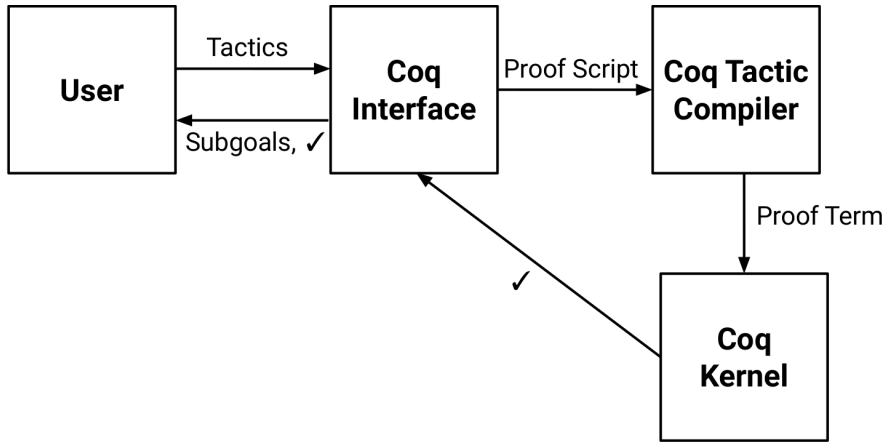 User
Tactics
Subgoals, ✓
Coq
Interface
Proof Script
Coq Tactic
Compiler
Proof Term
✓
Coq
Kernel